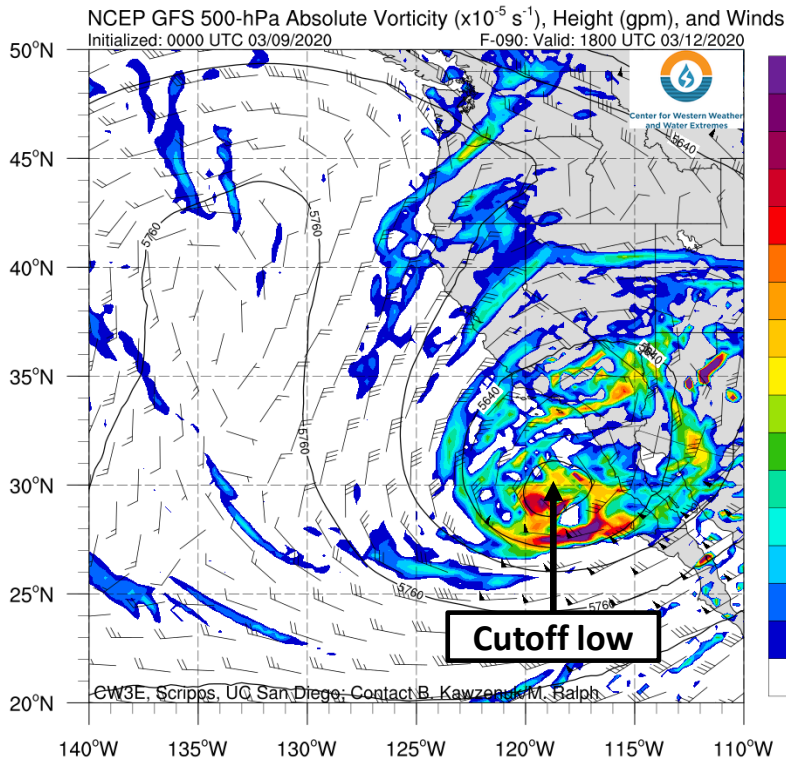 NCEP GFS 500-hPa Absolute Vorticity (x10⁻⁵ s⁻¹), Height (gpm), and Winds
Initialized: 0000 UTC 03/09/2020 F-090: Valid: 1800 UTC 03/12/2020
Center for Western Weather
and Water Extremes
50°N
45°N
40°N
35°N
30°N
25°N
20°N
5640
5760
5640
5640
5760
5760
5760
Cutoff low
CW3E, Scripps, UC San Diego; Contact B. Kawzenuk/M. Ralph
140°W 135°W 130°W 125°W 120°W 115°W 110°W